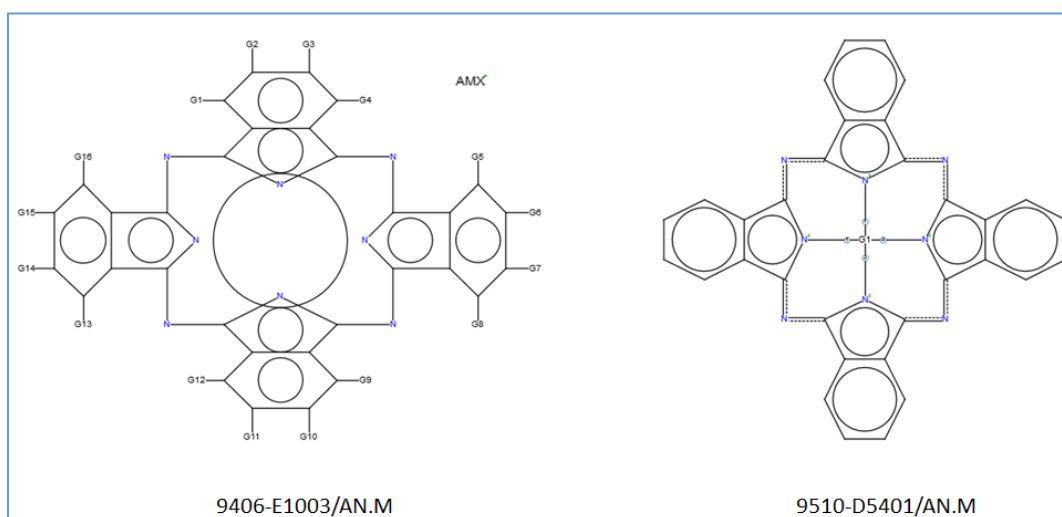 G2 G3
G1 G4
AMX
N N
N
G16 G5
G15 G6
N N
G14 G7
G13 G8
N
N N
G12 G9
G11 G10
9406-E1003/AN.M
N N
N
N G1 N
N
N N
9510-D5401/AN.M